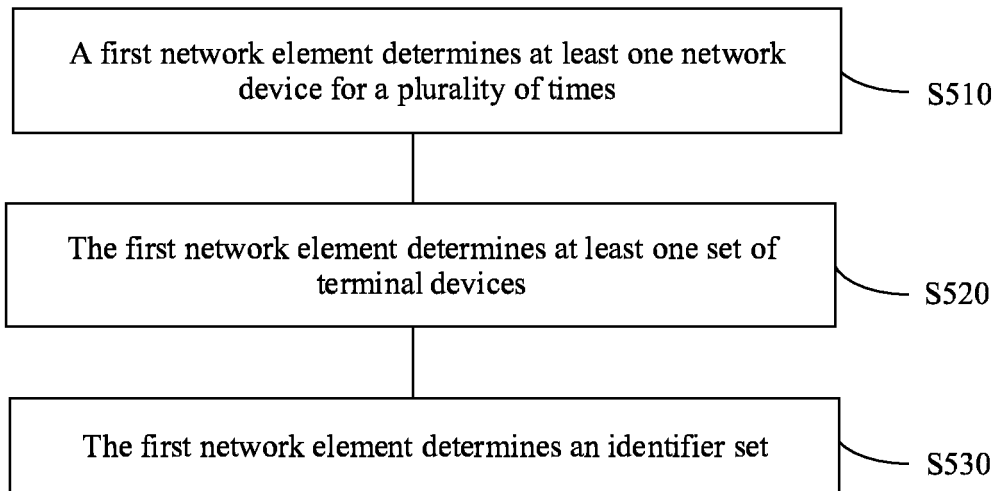 A first network element determines at least one network
device for a plurality of times
S510
The first network element determines at least one set of
terminal devices
S520
The first network element determines an identifier set
S530